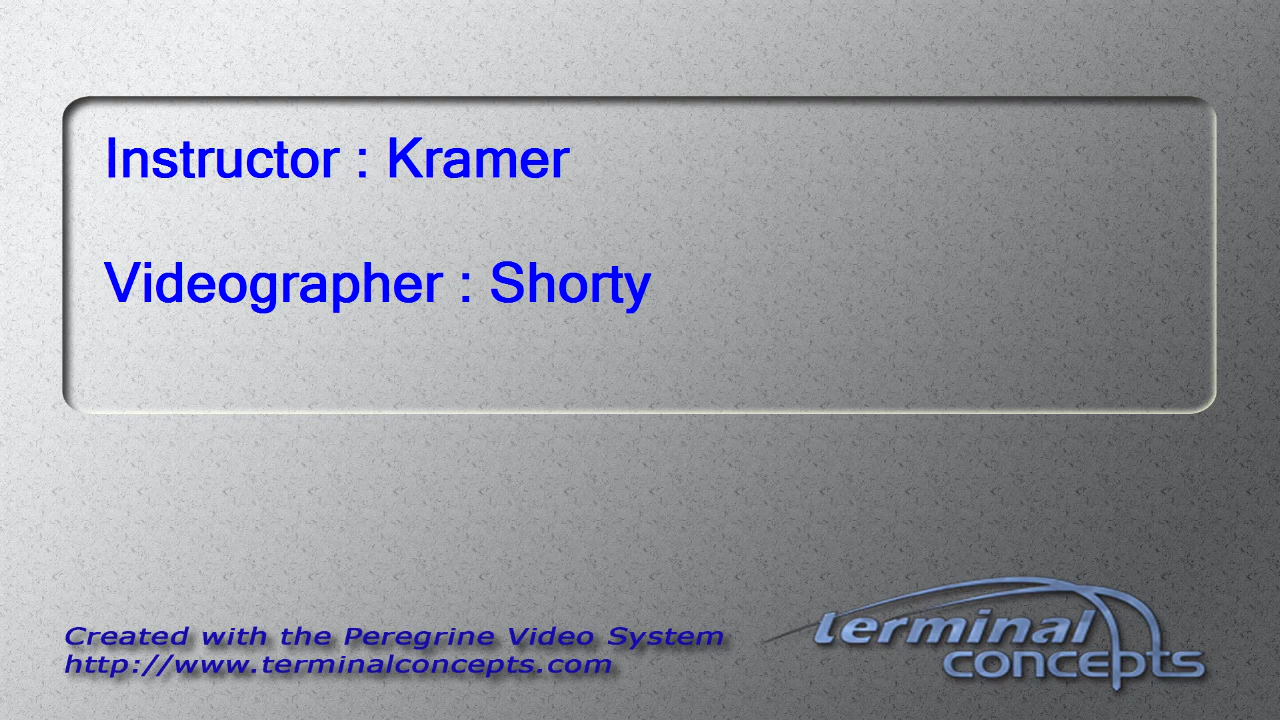 Instructor : Kramer
Videographer : Shorty
Created with the Peregrine Video System
http://www.terminalconcepts.com
terminal
concepts